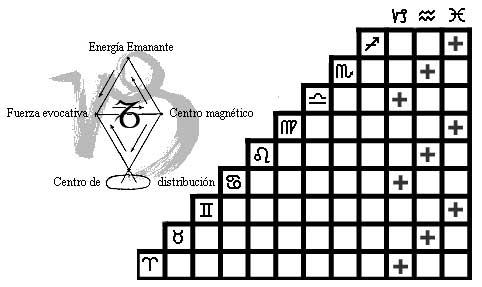 ♑ ♒ ♓
♐ + 
♏ +
Energía Emanante
♎ +
Fuerza evocativa ♑ Centro magnético
♍ +
♌ +
Centro de distribución ♋ +
♊ +
♉ +
♈ +